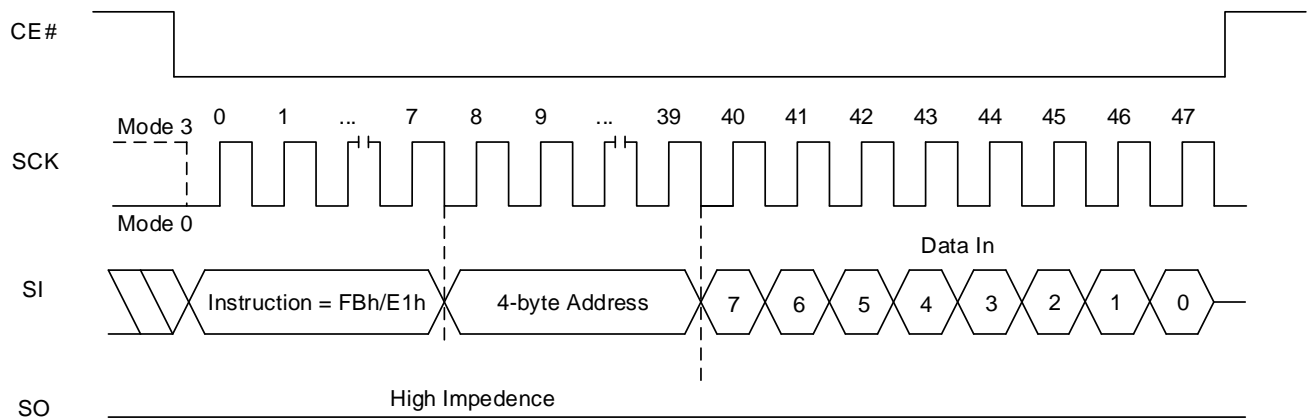 CE#
0 1 ... 7 8 9 ... 39 40 41 42 43 44 45 46 47
Mode 3
SCK
Mode 0
Data In
SI
Instruction = FBh/E1h 4-byte Address 7 6 5 4 3 2 1 0
High Impedence
SO